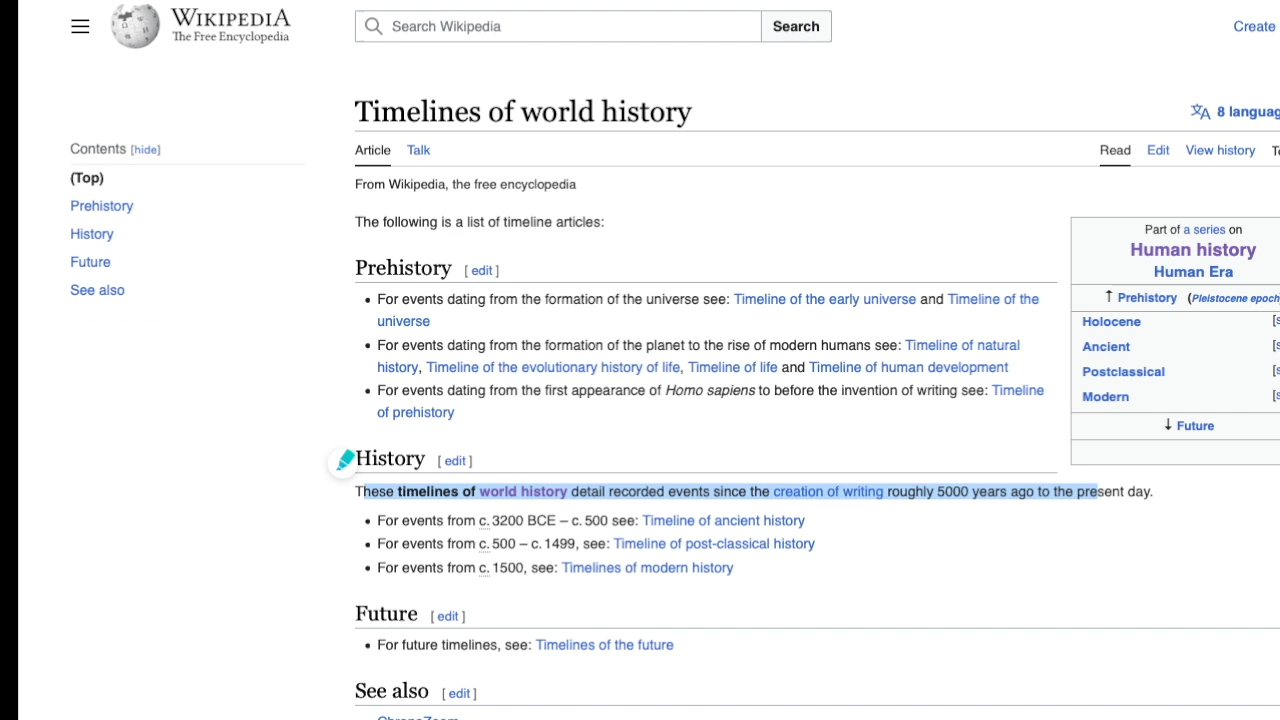 WIKIPEDIA
The Free Encyclopedia
Search Wikipedia
Search
Create
Contents [hide]
(Top)
Prehistory
History
Future
See also
Timelines of world history
8
Article Talk
Read Edit View history
From Wikipedia, the free encyclopedia
The following is a list of timeline articles:
Prehistory [ edit ]
• For events dating from the formation of the universe see: Timeline of the early universe and Timeline of the
universe
• For events dating from the formation of the planet to the rise of modern humans see: Timeline of natural
history, Timeline of the evolutionary history of life, Timeline of life and Timeline of human development
• For events dating from the first appearance of Homo sapiens to before the invention of writing see: Timeline
of prehistory
History [ edit ]
These timelines of world history detail recorded events since the creation of writing roughly 5000 years ago to the present day.
• For events from c. 3200 BCE – c. 500 see: Timeline of ancient history
• For events from c. 500 – c. 1499, see: Timeline of post-classical history
• For events from c. 1500, see: Timelines of modern history
Future [ edit ]
• For future timelines, see: Timelines of the future
See also [ edit ]
Part of a series on
Human history
Human Era
↑ Prehistory (Pleistocene epoch
Holocene
Ancient
Postclassical
Modern
↓ Future